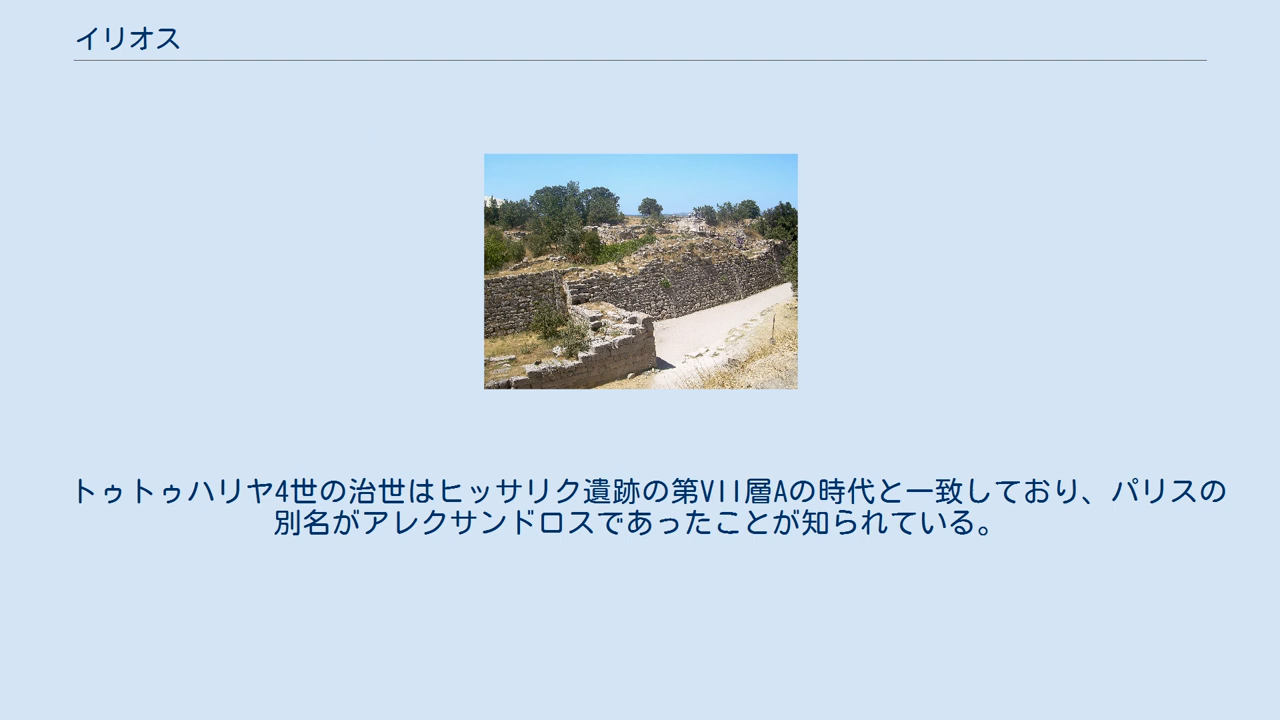 イリオス
トゥトゥハリヤ4世の治世はヒッサリク遺跡の第VII層Aの時代と一致しており、パリスの
別名がアレクサンドロスであったことが知られている。